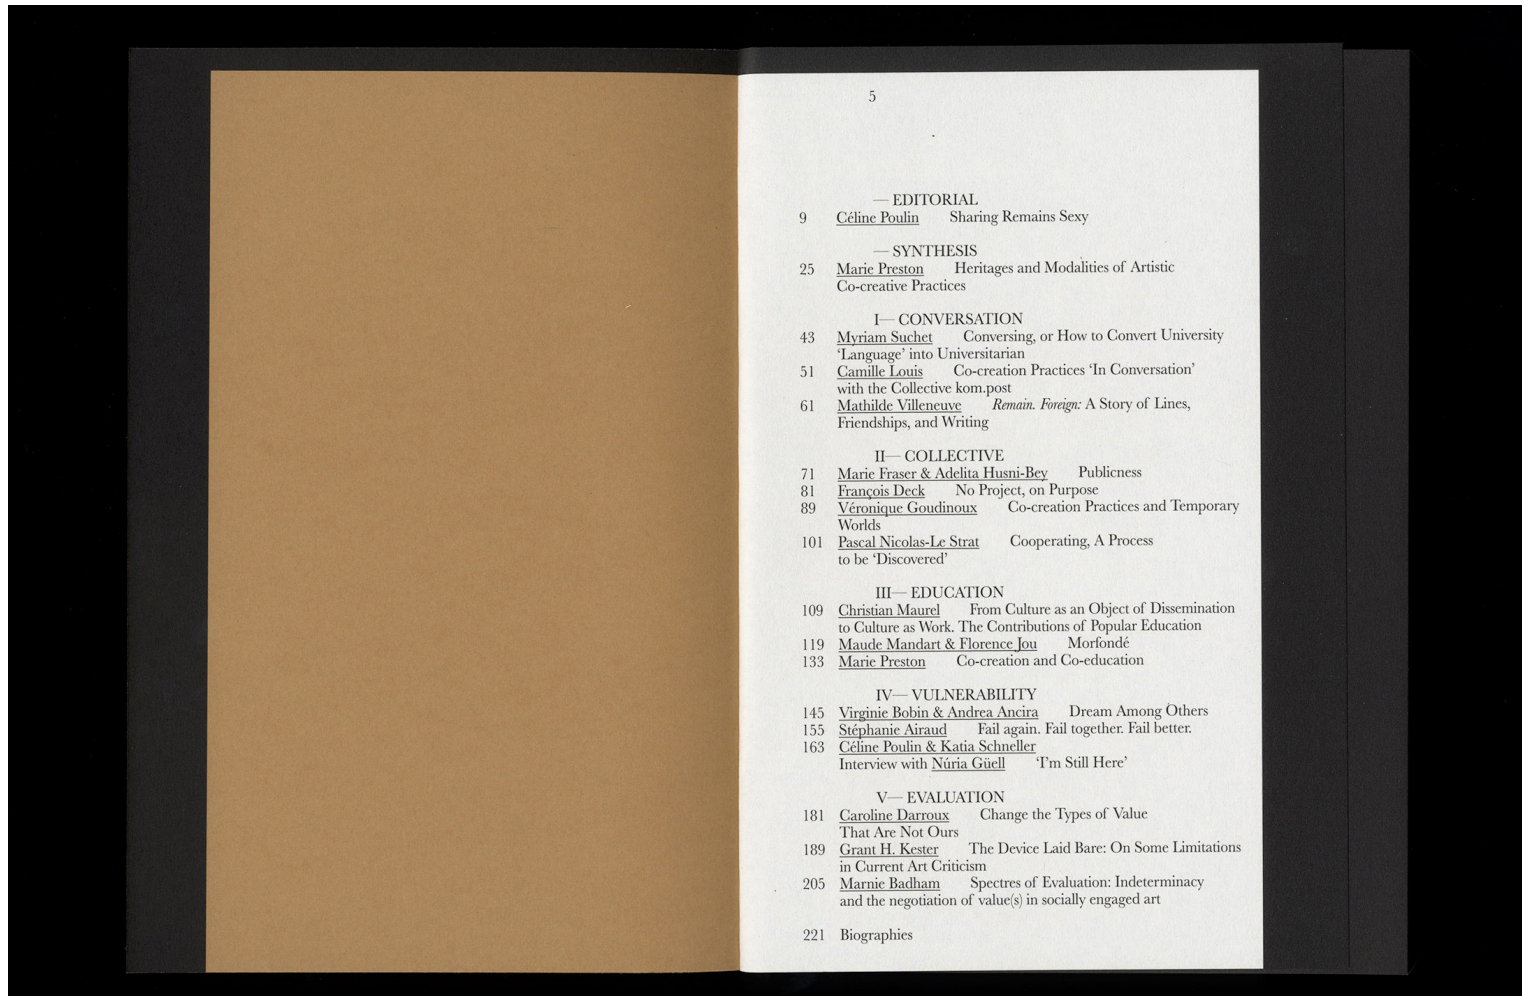 5
— EDITORIAL
9 Céline Poulin Sharing Remains Sexy
— SYNTHESIS
25 Marie Preston Heritages and Modalities of Artistic
Co-creative Practices
I— CONVERSATION
43 Myriam Suchet Conversing, or How to Convert University
‘Language’ into Universitarian
51 Camille Louis Co-creation Practices ‘In Conversation’
with the Collective kom.post
61 Mathilde Villeneuve Remain. Foreign: A Story of Lines,
Friendships, and Writing
II— COLLECTIVE
71 Marie Fraser & Adelita Husni-Bey Publicness
81 François Deck No Project, on Purpose
89 Véronique Goudinoux Co-creation Practices and Temporary
Worlds
101 Pascal Nicolas-Le Strat Cooperating, A Process
to be ‘Discovered’
III— EDUCATION
109 Christian Maurel From Culture as an Object of Dissemination
to Culture as Work. The Contributions of Popular Education
119 Maude Mandart & Florence Jou Morfondé
133 Marie Preston Co-creation and Co-education
IV— VULNERABILITY
145 Virginie Bobin & Andrea Ancira Dream Among Others
155 Stéphanie Airaud Fail again. Fail together. Fail better.
163 Céline Poulin & Katia Schneller
Interview with Núria Güell ‘I’m Still Here’
V— EVALUATION
181 Caroline Darroux Change the Types of Value
That Are Not Ours
189 Grant H. Kester The Device Laid Bare: On Some Limitations
in Current Art Criticism
205 Marnie Badham Spectres of Evaluation: Indeterminacy
and the negotiation of value(s) in socially engaged art
221 Biographies